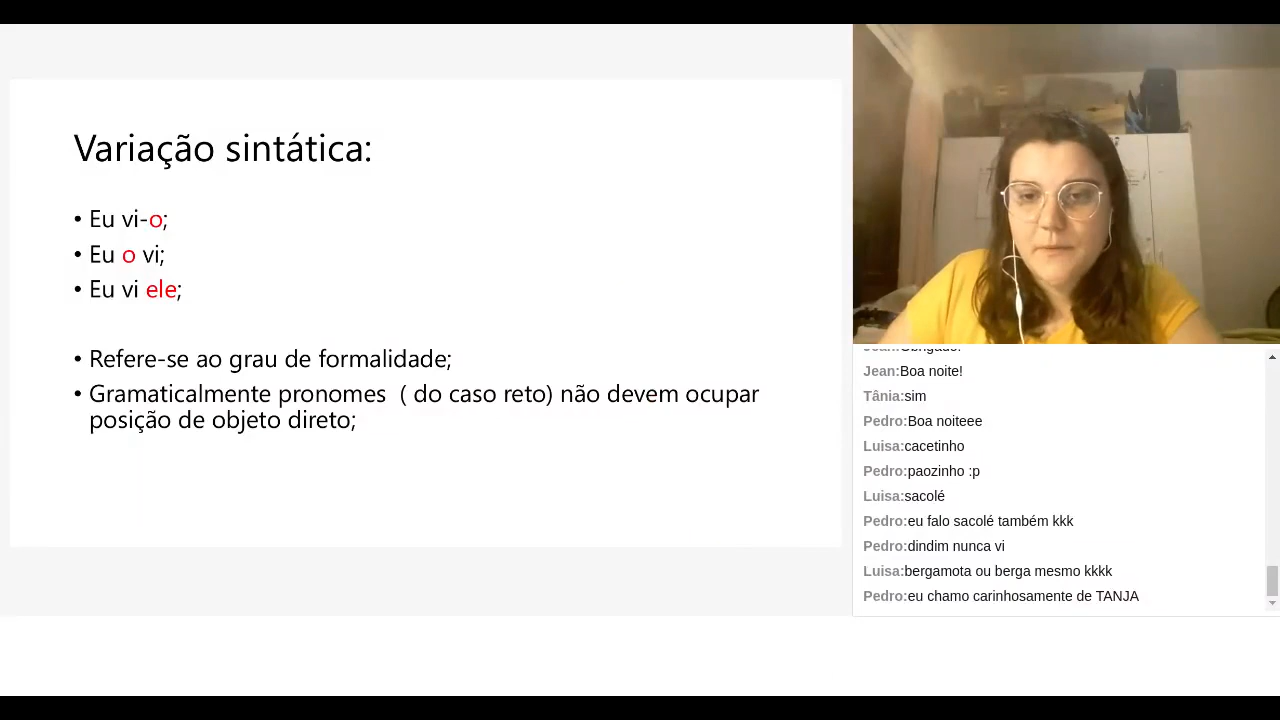 Variação sintática:
• Eu vi-o;
• Eu o vi;
• Eu vi ele;
• Refere-se ao grau de formalidade;
• Gramaticalmente pronomes ( do caso reto) não devem ocupar
posição de objeto direto;
Jean:Obrigado!
Jean:Boa noite!
Tânia:sim
Pedro:Boa noiteee
Luisa:cacetinho
Pedro:paozinho :p
Luisa:sacolé
Pedro:eu falo sacolé também kkk
Pedro:dindim nunca vi
Luisa:bergamota ou berga mesmo kkkk
Pedro:eu chamo carinhosamente de TANJA